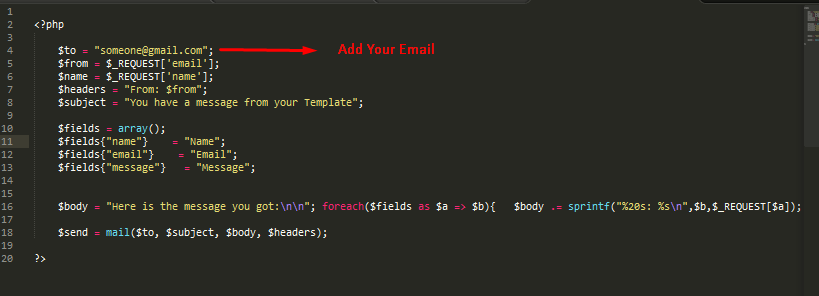 1
2 <?php
3
4 $to = "someone@gmail.com"; Add Your Email
5 $from = $_REQUEST['email'];
6 $name = $_REQUEST['name'];
7 $headers = "From: $from";
8 $subject = "You have a message from your Template";
9
10 $fields = array();
11 $fields{"name"} = "Name";
12 $fields{"email"} = "Email";
13 $fields{"message"} = "Message";
14
15
16 $body = "Here is the message you got:\n\n"; foreach($fields as $a => $b){ $body .= sprintf("%20s: %s\n",$b,$_REQUEST[$a]);
17
18 $send = mail($to, $subject, $body, $headers);
19
20 ?>